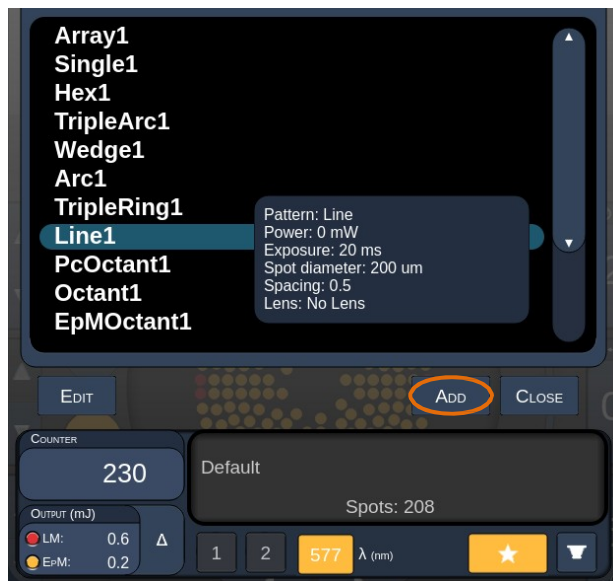 Array1
Single1
Hex1
TripleArc1
Wedge1
Arc1
TripleRing1
Line1
PcOctant1
Octant1
EpMOctant1
Pattern: Line
Power: 0 mW
Exposure: 20 ms
Spot diameter: 200 um
Spacing: 0.5
Lens: No Lens
EDIT
ADD
CLOSE
COUNTER
230
OUTPUT (mJ)
LM: 0.6
EPM: 0.2
Δ
Default
Spots: 208
1 2 577 λ (nm)